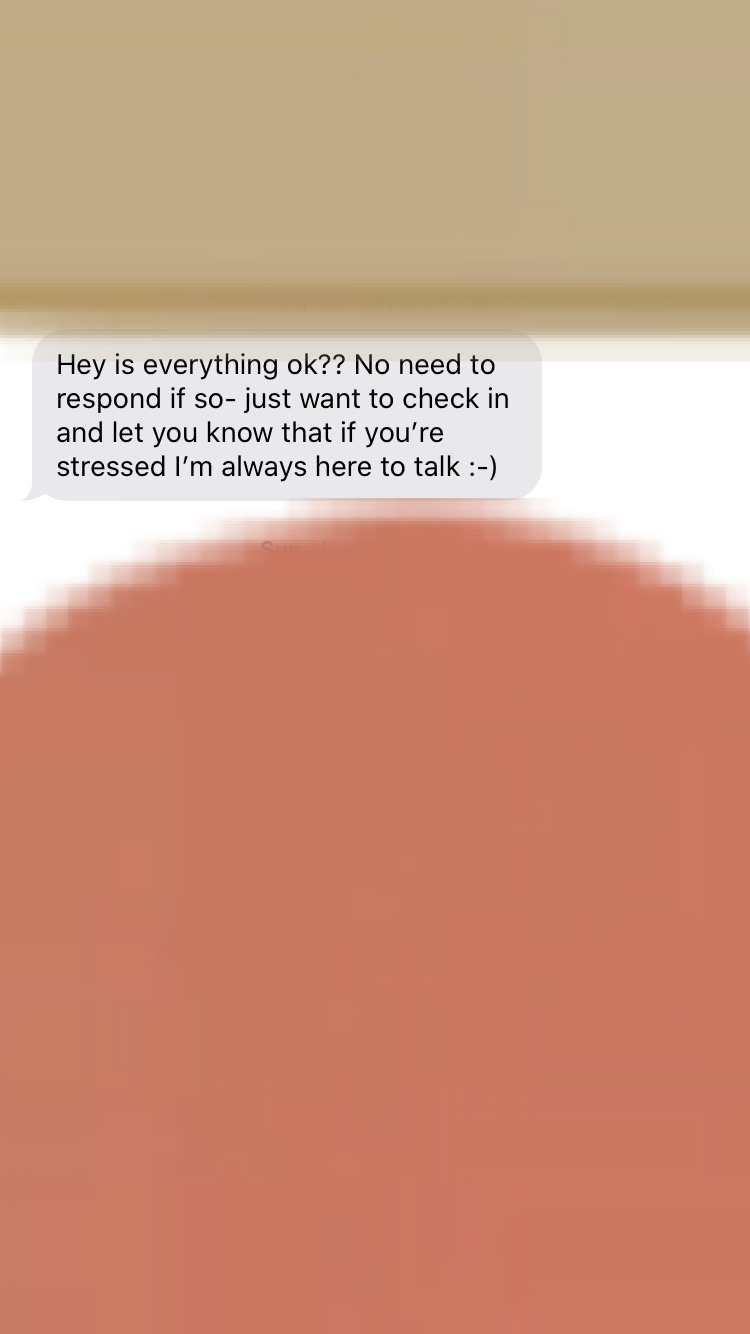 Hey is everything ok?? No need to
respond if so- just want to check in
and let you know that if you’re
stressed I’m always here to talk :-)